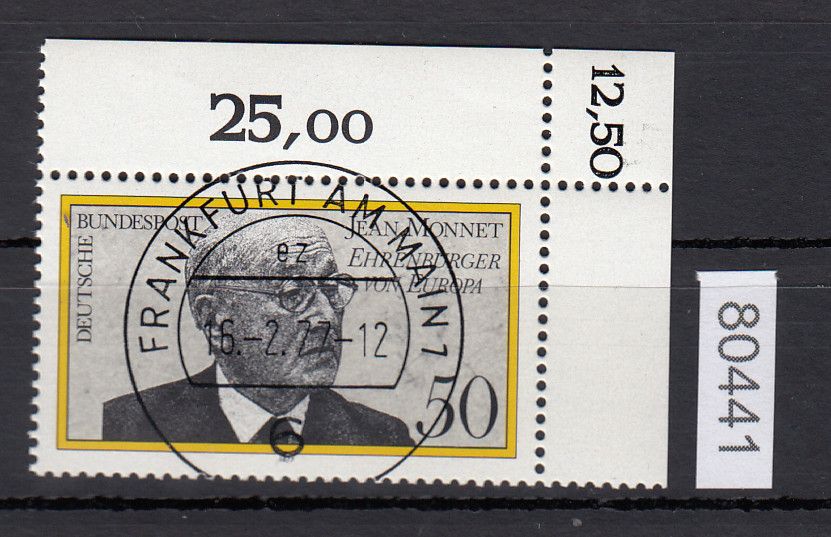 25,00
12,50
DEUTSCHE
BUNDESPOST
JEAN MONNET
EHRENBÜRGER
VON EUROPA
50
FRANKFURT AM MAIN 1
ez
16.-2.77-12
6
80441